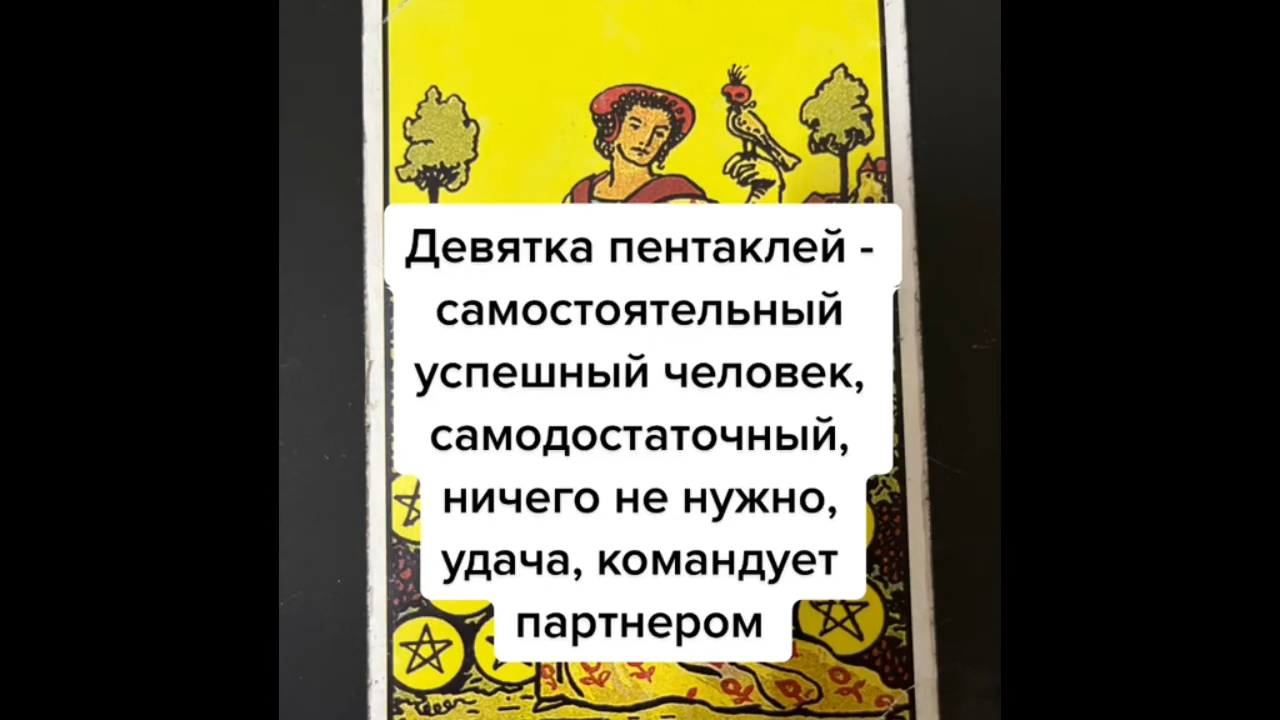 Девятка пентаклей -
самостоятельный
успешный человек,
самодостаточный,
ничего не нужно,
удача, командует
партнером